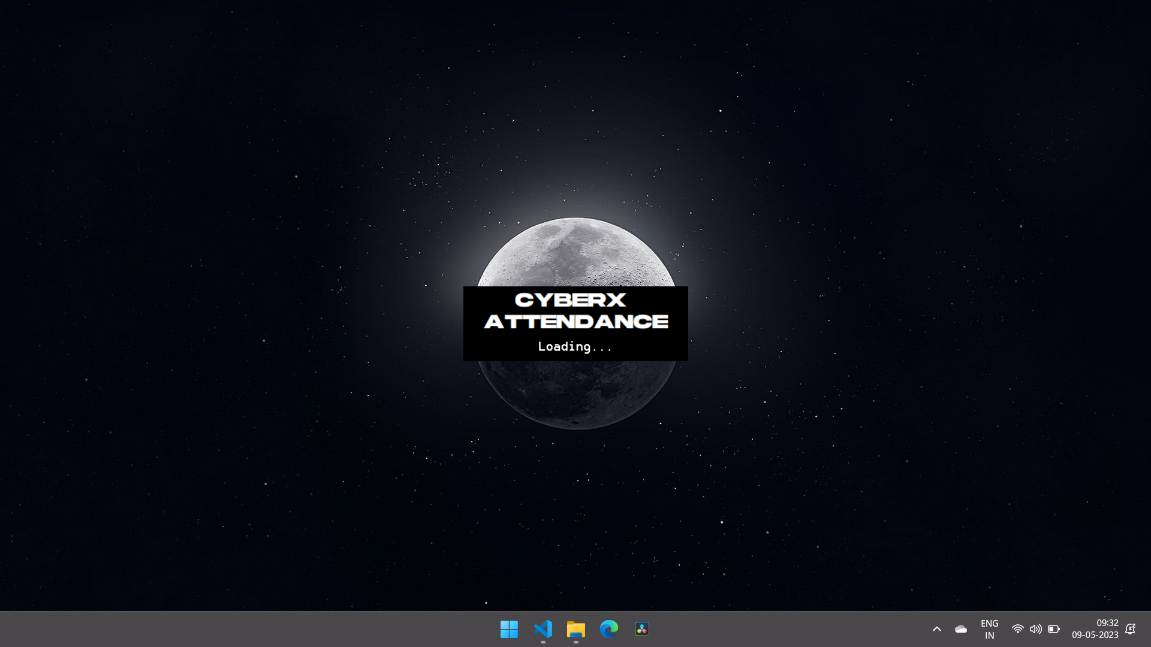 CYBERX
ATTENDANCE
Loading...
ENG
IN
09:32
09-05-2023